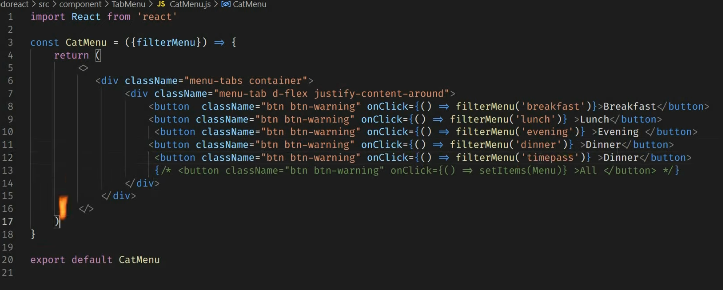 doreact > src > component > TabMenu > JS CatMenu.js > CatMenu
1 import React from 'react'
2
3 const CatMenu = ({filterMenu}) => {
4 return (
5 <>
6 <div className="menu-tabs container">
7 <div className="menu-tab d-flex justify-content-around">
8 <button  className="btn btn-warning" onClick={() => filterMenu('breakfast')}>Breakfast</button>
9 <button className="btn btn-warning" onClick={() => filterMenu('lunch')} >Lunch</button>
10 <button className="btn btn-warning" onClick={() => filterMenu('evening')} >Evening </button>
11 <button className="btn btn-warning" onClick={() => filterMenu('dinner')} >Dinner</button>
12 <button className="btn btn-warning" onClick={() => filterMenu('timepass')} >Dinner</button>
13 {/* <button className="btn btn-warning" onClick={() => setItems(Menu)} >All </button> */}
14 </div>
15 </div>
16 </>
17 )
18 }
19
20 export default CatMenu
21